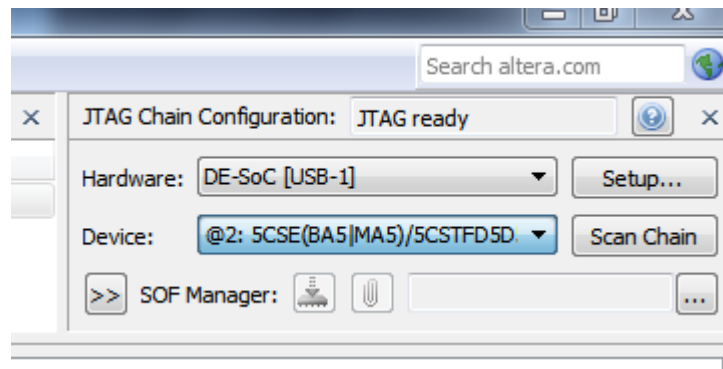 Search altera.com
JTAG Chain Configuration: JTAG ready
Hardware: DE-SoC [USB-1] Setup...
Device: @2: 5CSE(BA5|MA5)/5CSTFD5D. Scan Chain
>> SOF Manager: ...